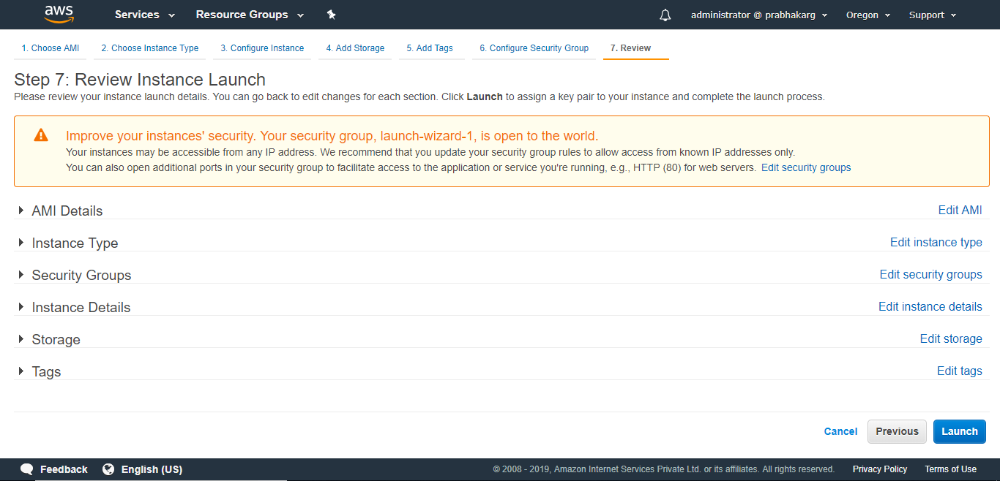 aws Services Resource Groups administrator @ prabhakarg Oregon Support
1. Choose AMI 2. Choose Instance Type 3. Configure Instance 4. Add Storage 5. Add Tags 6. Configure Security Group 7. Review
Step 7: Review Instance Launch
Please review your instance launch details. You can go back to edit changes for each section. Click Launch to assign a key pair to your instance and complete the launch process.
Improve your instances' security. Your security group, launch-wizard-1, is open to the world.
Your instances may be accessible from any IP address. We recommend that you update your security group rules to allow access from known IP addresses only.
You can also open additional ports in your security group to facilitate access to the application or service you're running, e.g., HTTP (80) for web servers. Edit security groups
AMI Details Edit AMI
Instance Type Edit instance type
Security Groups Edit security groups
Instance Details Edit instance details
Storage Edit storage
Tags Edit tags
Cancel Previous Launch
Feedback English (US) © 2008 - 2019, Amazon Internet Services Private Ltd. or its affiliates. All rights reserved. Privacy Policy Terms of Use